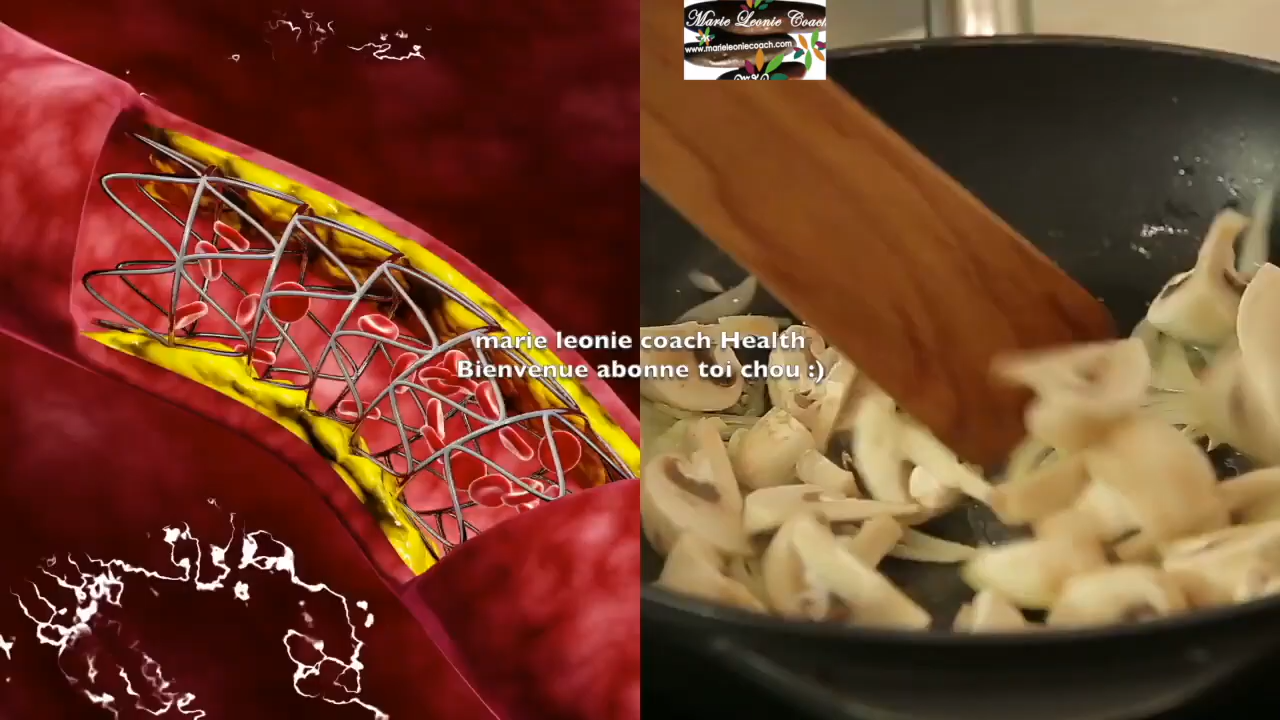 Marie Leonie Coach
www.marieleoniecoach.com
marie leonie coach Health
Bienvenue abonne toi chou :)